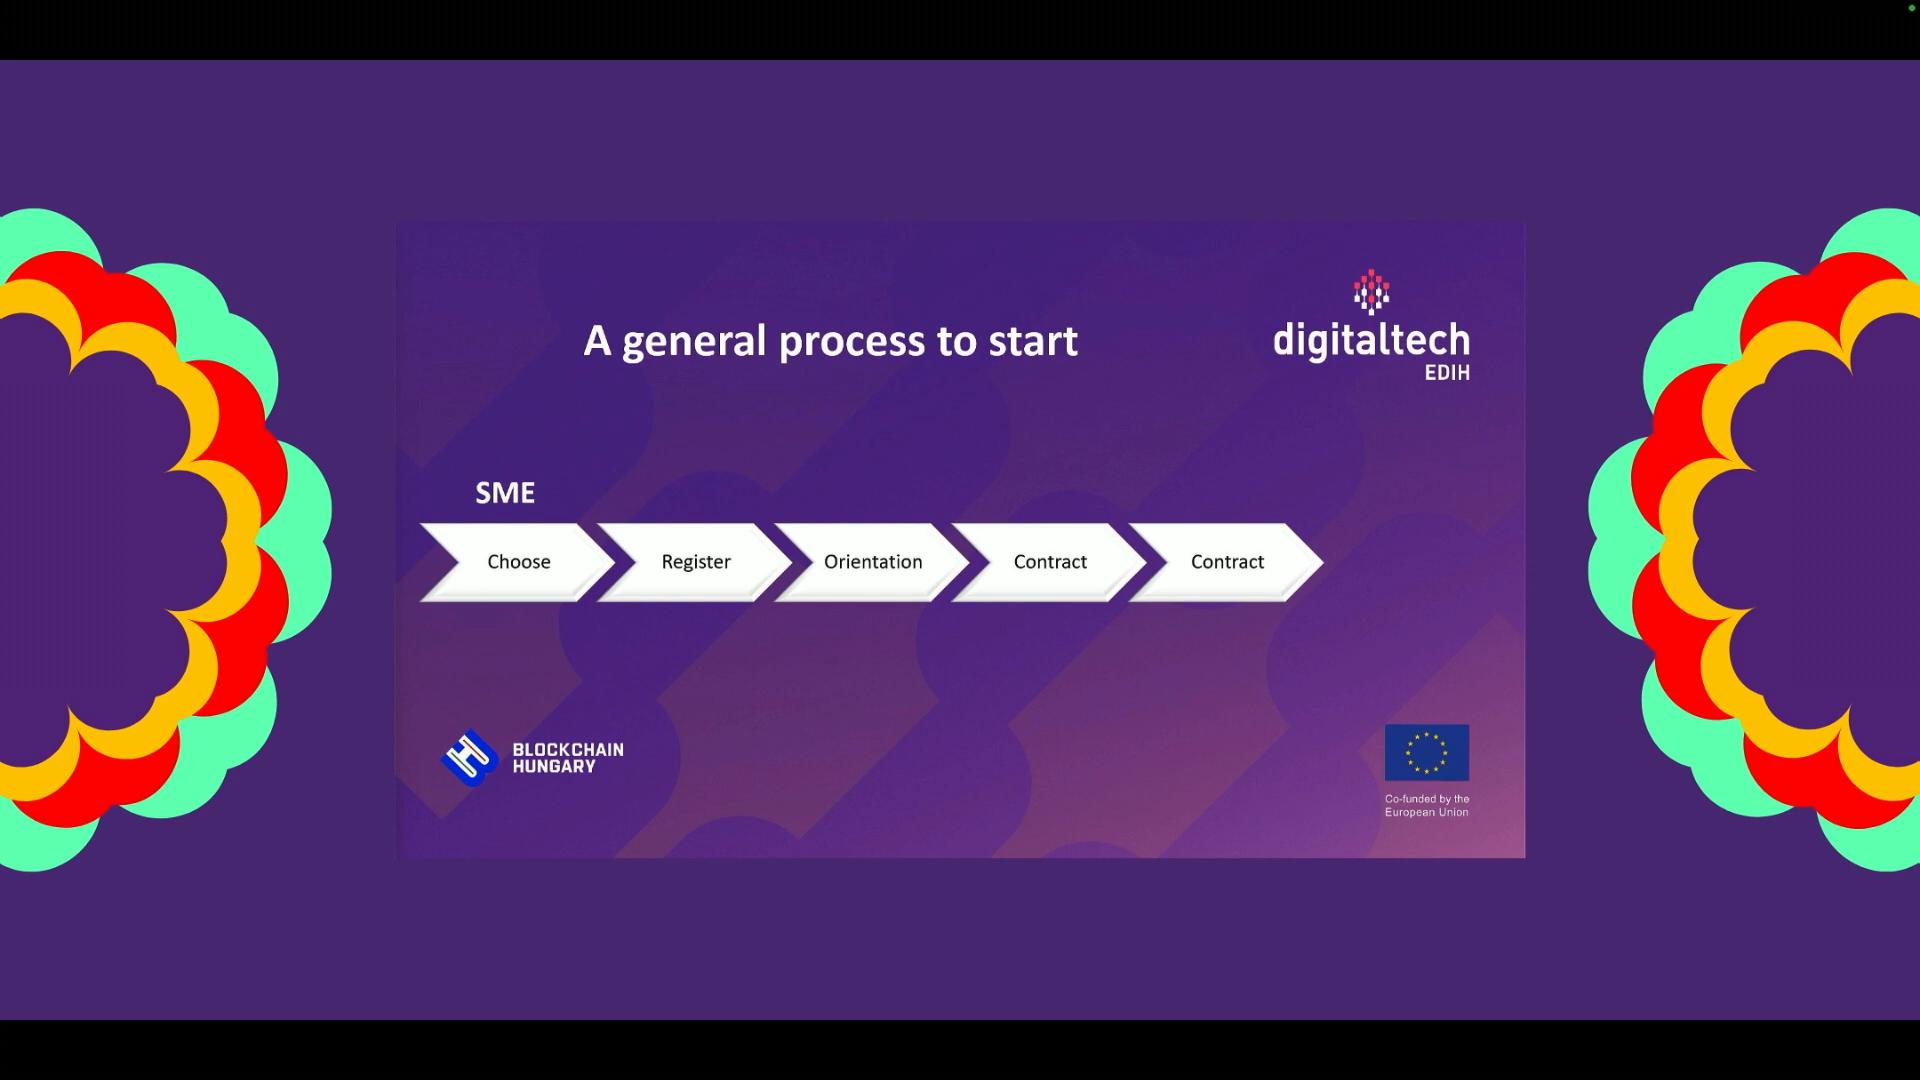 A general process to start
digitaltech
EDIH
SME
Choose
Register
Orientation
Contract
Contract
BLOCKCHAIN
HUNGARY
Co-funded by the
European Union